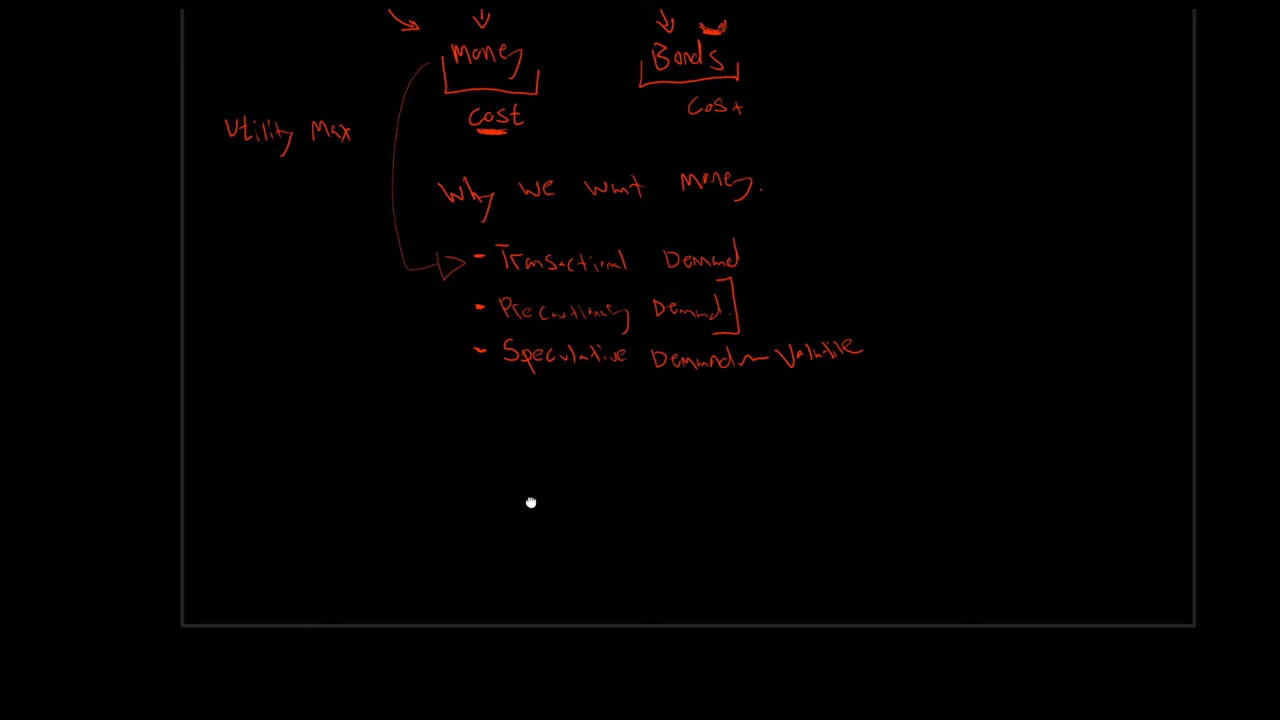 Money Bonds
Cost Cost
Utility Max
Why we want money.
- Transactional Demand
- Precautionary Demand.
- Speculative Demand ~ Volatile